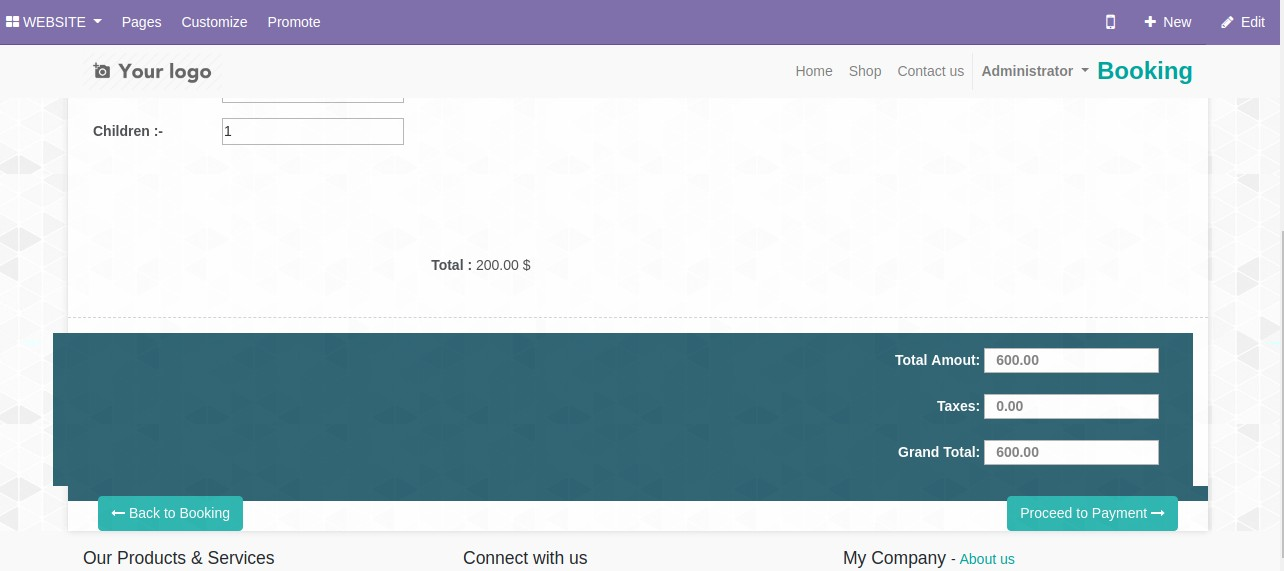 WEBSITE Pages Customize Promote New Edit
Your logo Home Shop Contact us Administrator Booking
Children :- 1
Total : 200.00 $
Total Amout: 600.00
Taxes: 0.00
Grand Total: 600.00
Back to Booking Proceed to Payment
Our Products & Services Connect with us My Company - About us